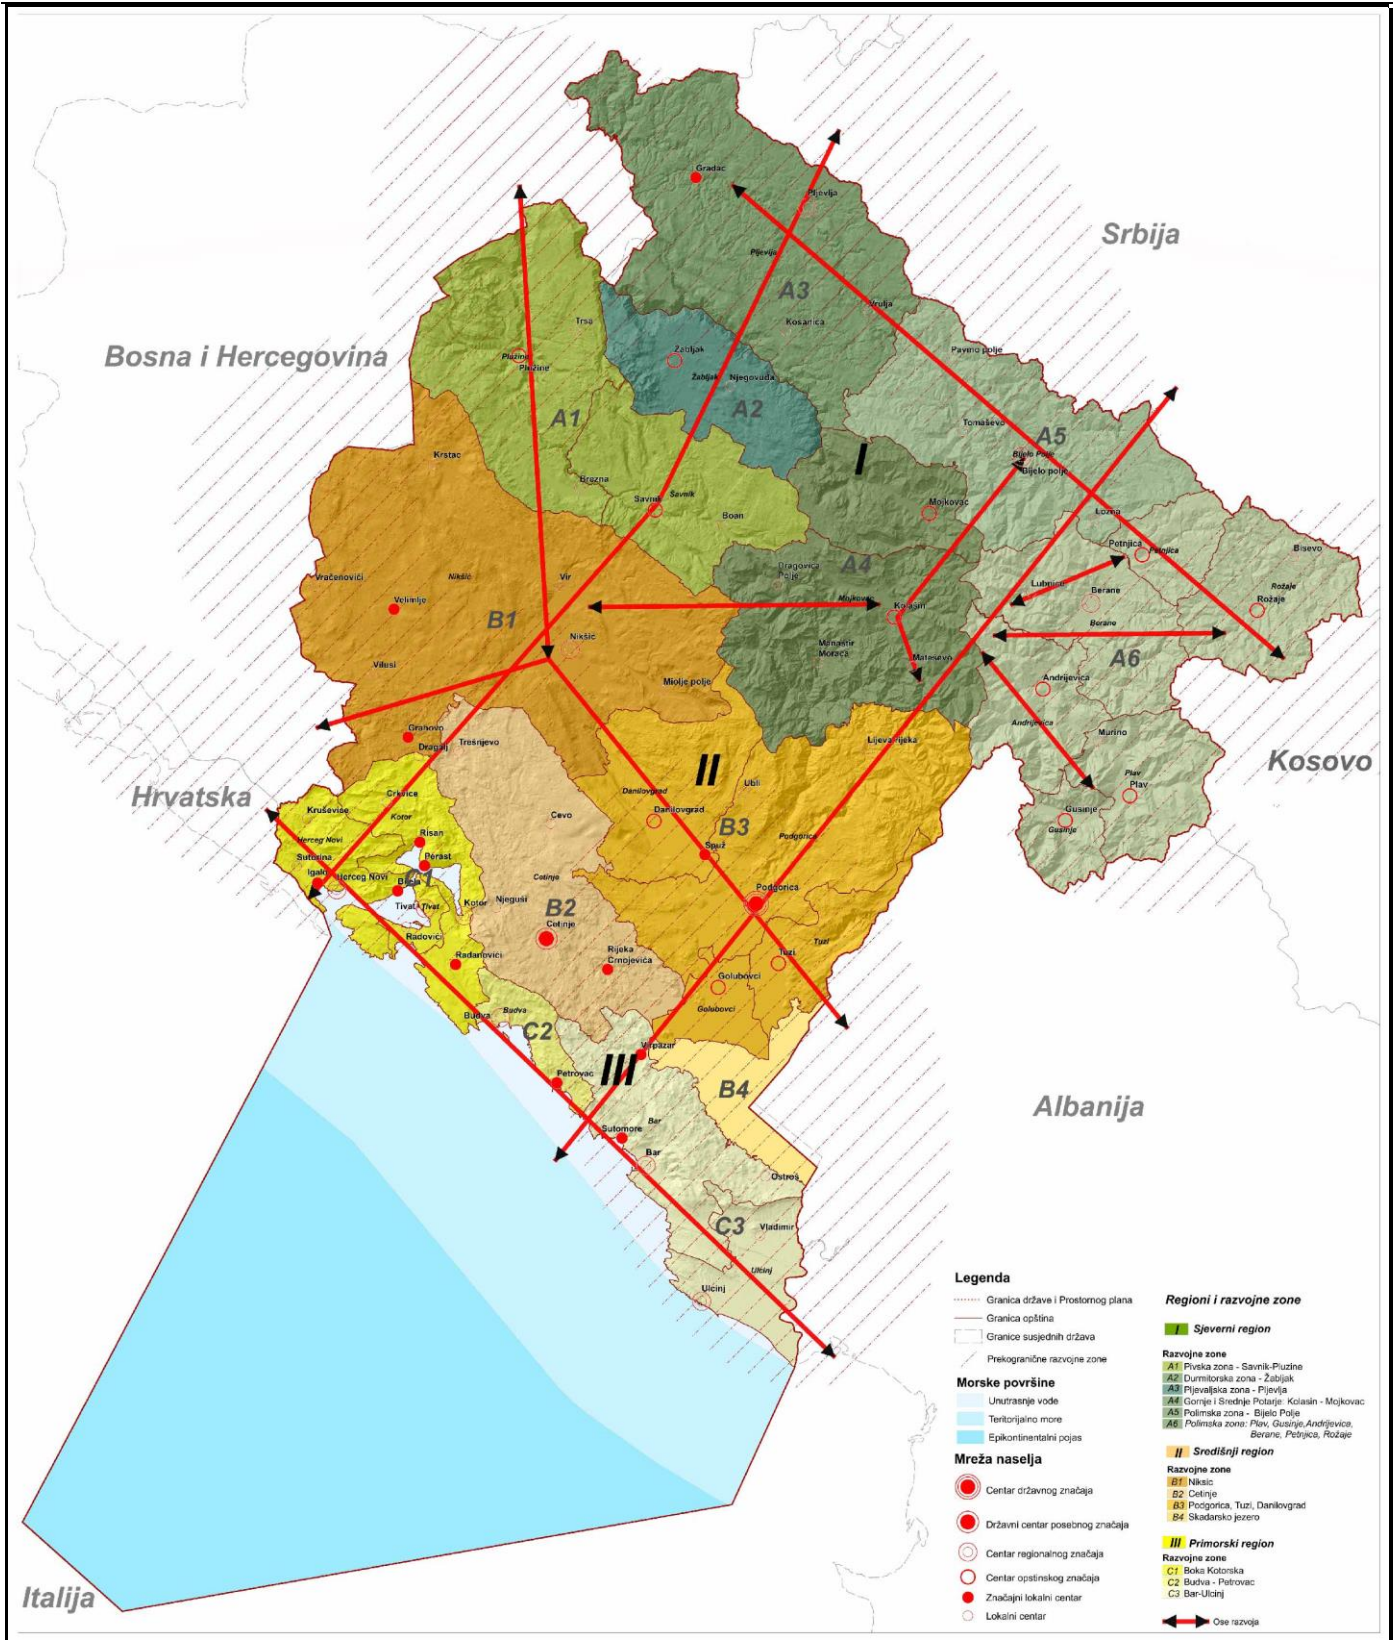 Gradac
Pljevlja
Srbija
Pljevlja
A3
Vrulja
Kosanica
Trsa
Bosna i Hercegovina
Žabljak
Pavino polje
Plužine
Plužine
Žabljak
Njegovuđa
A2
A1
Tomaševo
A5
Bijelo Polje
Bijelo polje
I
Krstac
Brezna
Šavnik
Šavnik
Boan
Mojkovac
Lozna
Petnjica
Petnjica
Bisevo
Vraćenovići
Nikšić
Vir
Dragovica
Polje
A4
Mojkovac
Lubnice
Berane
Rožaje
Rožaje
Velimlje
B1
Kolašin
Berane
Nikšić
Manastir
Morača
Mateševo
A6
Vilusi
Miolje polje
Andrijevica
Andrijevica
Grahovo
Dragalj
Trešnjevo
Lijeva rijeka
Murino
II
Ubli
Plav
Plav
Kosovo
Hrvatska
Crkvice
Kruševice
Kotor
Danilovgrad
Danilovgrad
Gusinje
Gusinje
Herceg Novi
Risan
Čevo
B3
Podgorica
Sutorina
Perast
Spuž
Igalo
Herceg Novi
Bijela
C1
Cetinje
Podgorica
Tivat
Tivat
Kotor
Njeguši
B2
Cetinje
Radovići
Tuzi
Rijeka
Crnojevića
Tuzi
Radanovići
Golubovci
Golubovci
Budva
Budva
C2
Virpazar
III
Petrovac
B4
Albanija
Bar
Sutomore
Bar
Ostros
C3
Vladimir
Ulcinj
Ulcinj
Italija
Legenda
Granica države i Prostornog plana
Granica opština
Granice susjednih država
Prekogranične razvojne zone
Morske površine
Unutrasnje vode
Teritorijalno more
Epikontinentalni pojas
Mreža naselja
Centar državnog značaja
Državni centar posebnog značaja
Centar regionalnog značaja
Centar opstinskog značaja
Značajni lokalni centar
Lokalni centar
Regioni i razvojne zone
I Sjeverni region
Razvojne zone
A1 Pivska zona - Savnik-Pluzine
A2 Durmitorska zona - Žabljak
A3 Pljevaljska zona - Pljevlja
A4 Gornje i Srednje Potarje: Kolasin - Mojkovac
A5 Polimska zona - Bijelo Polje
A6 Polimska zona: Plav, Gusinje,Andrijevica,
Berane, Petnjica, Rožaje
II Središnji region
Razvojne zone
B1 Niksic
B2 Cetinje
B3 Podgorica, Tuzi, Danilovgrad
B4 Skadarsko jezero
III Primorski region
Razvojne zone
C1 Boka Kotorska
C2 Budva - Petrovac
C3 Bar-Ulcinj
Ose razvoja